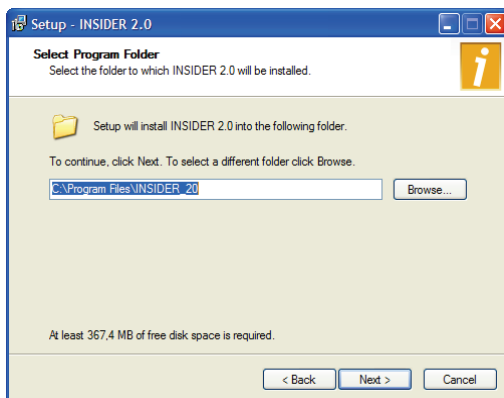 Setup - INSIDER 2.0
Select Program Folder
Select the folder to which INSIDER 2.0 will be installed.
i
Setup will install INSIDER 2.0 into the following folder.
To continue, click Next. To select a different folder click Browse.
C:\Program Files\INSIDER_20
Browse...
At least 367,4 MB of free disk space is required.
< Back
Next >
Cancel